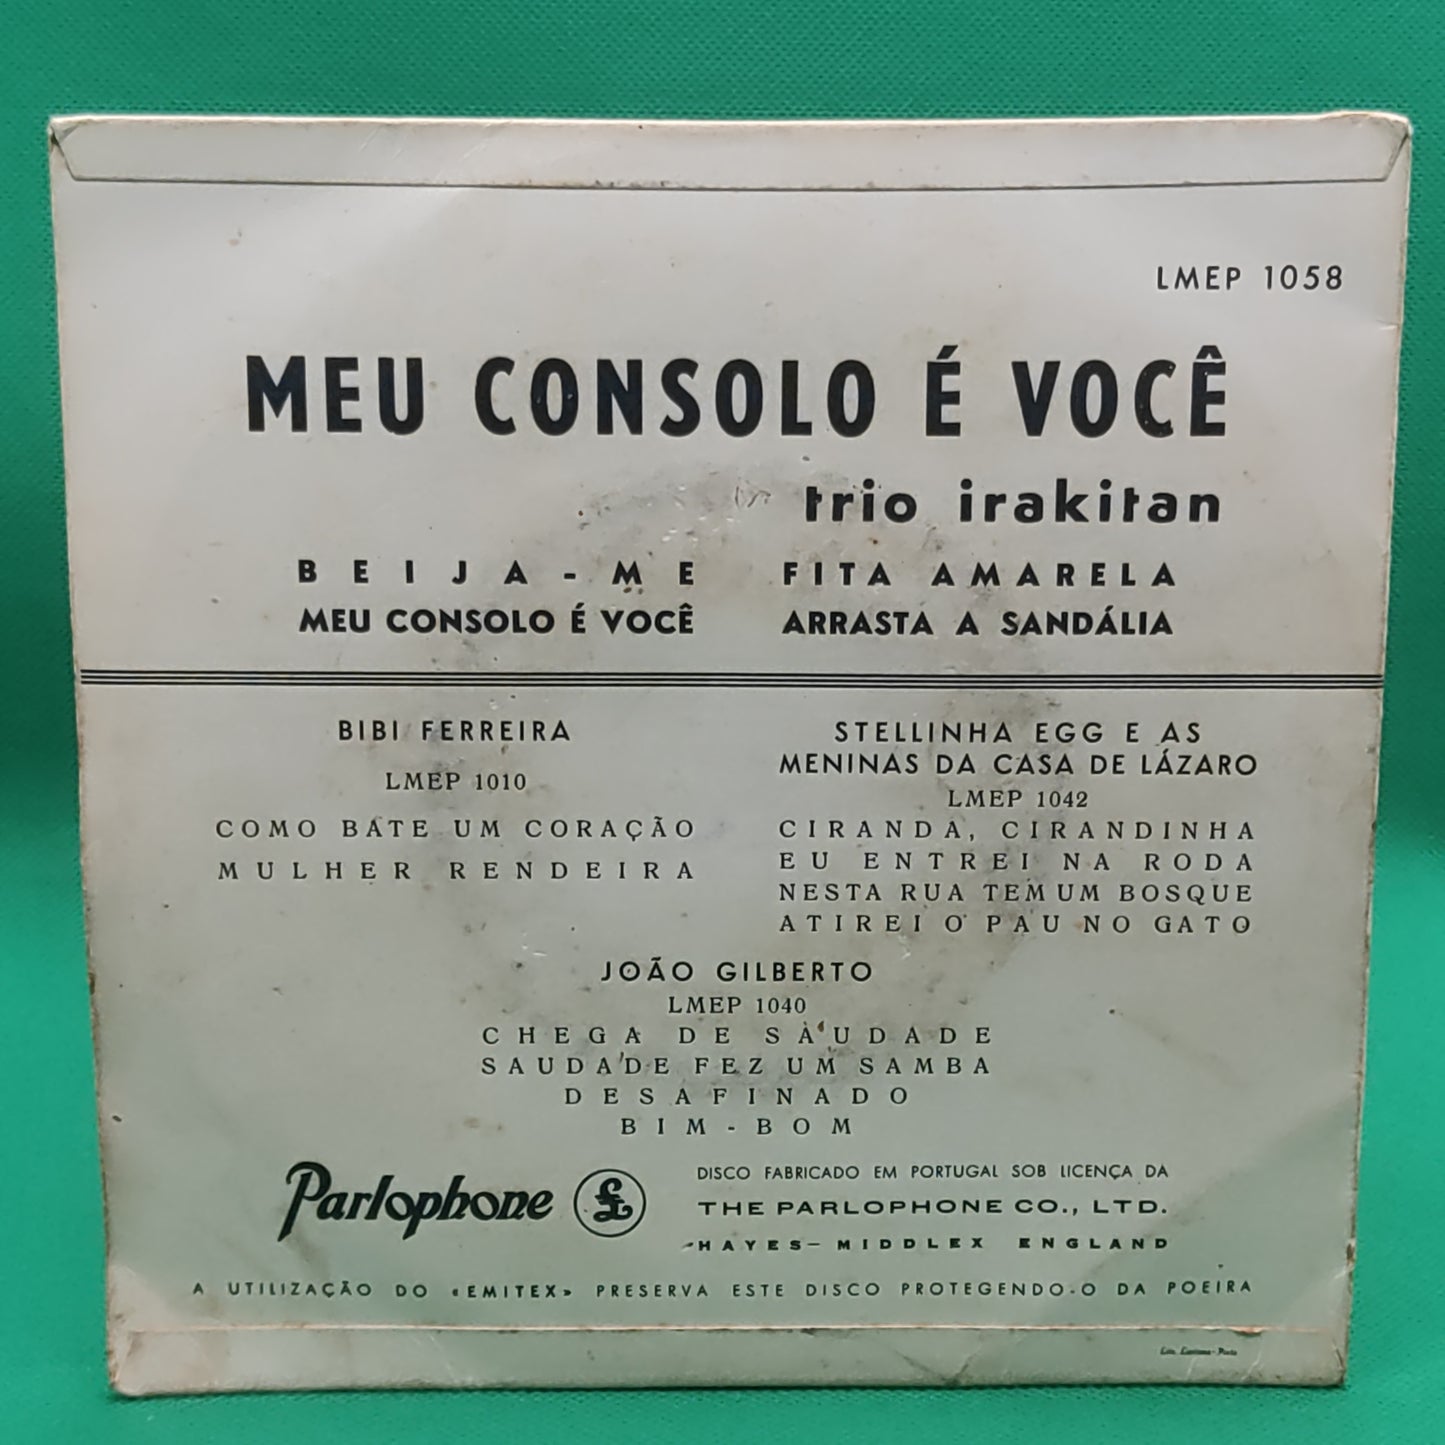 LMEP 1058
MEU CONSOLO É VOCÊ
trio irakitan
BEIJA-ME
MEU CONSOLO É VOCÊ
FITA AMARELA
ARRASTA A SANDÁLIA
BIBI FERREIRA
LMEP 1010
COMO BATE UM CORAÇÃO
MULHER RENDEIRA
STELLINHA EGG E AS
MENINAS DA CASA DE LÁZARO
LMEP 1042
CIRANDA, CIRANDINHA
EU ENTREI NA RODA
NESTA RUA TEM UM BOSQUE
ATIREI O PAU NO GATO
JOÃO GILBERTO
LMEP 1040
CHEGA DE SAUDADE
SAUDADE FEZ UM SAMBA
DESAFINADO
BIM-BOM
Parlophone £
DISCO FABRICADO EM PORTUGAL SOB LICENÇA DA
THE PARLOPHONE CO., LTD.
-HAYES- MIDDLEX ENGLAND
A UTILIZAÇÃO DO «EMITEX» PRESERVA ESTE DISCO PROTEGENDO-O DA POEIRA